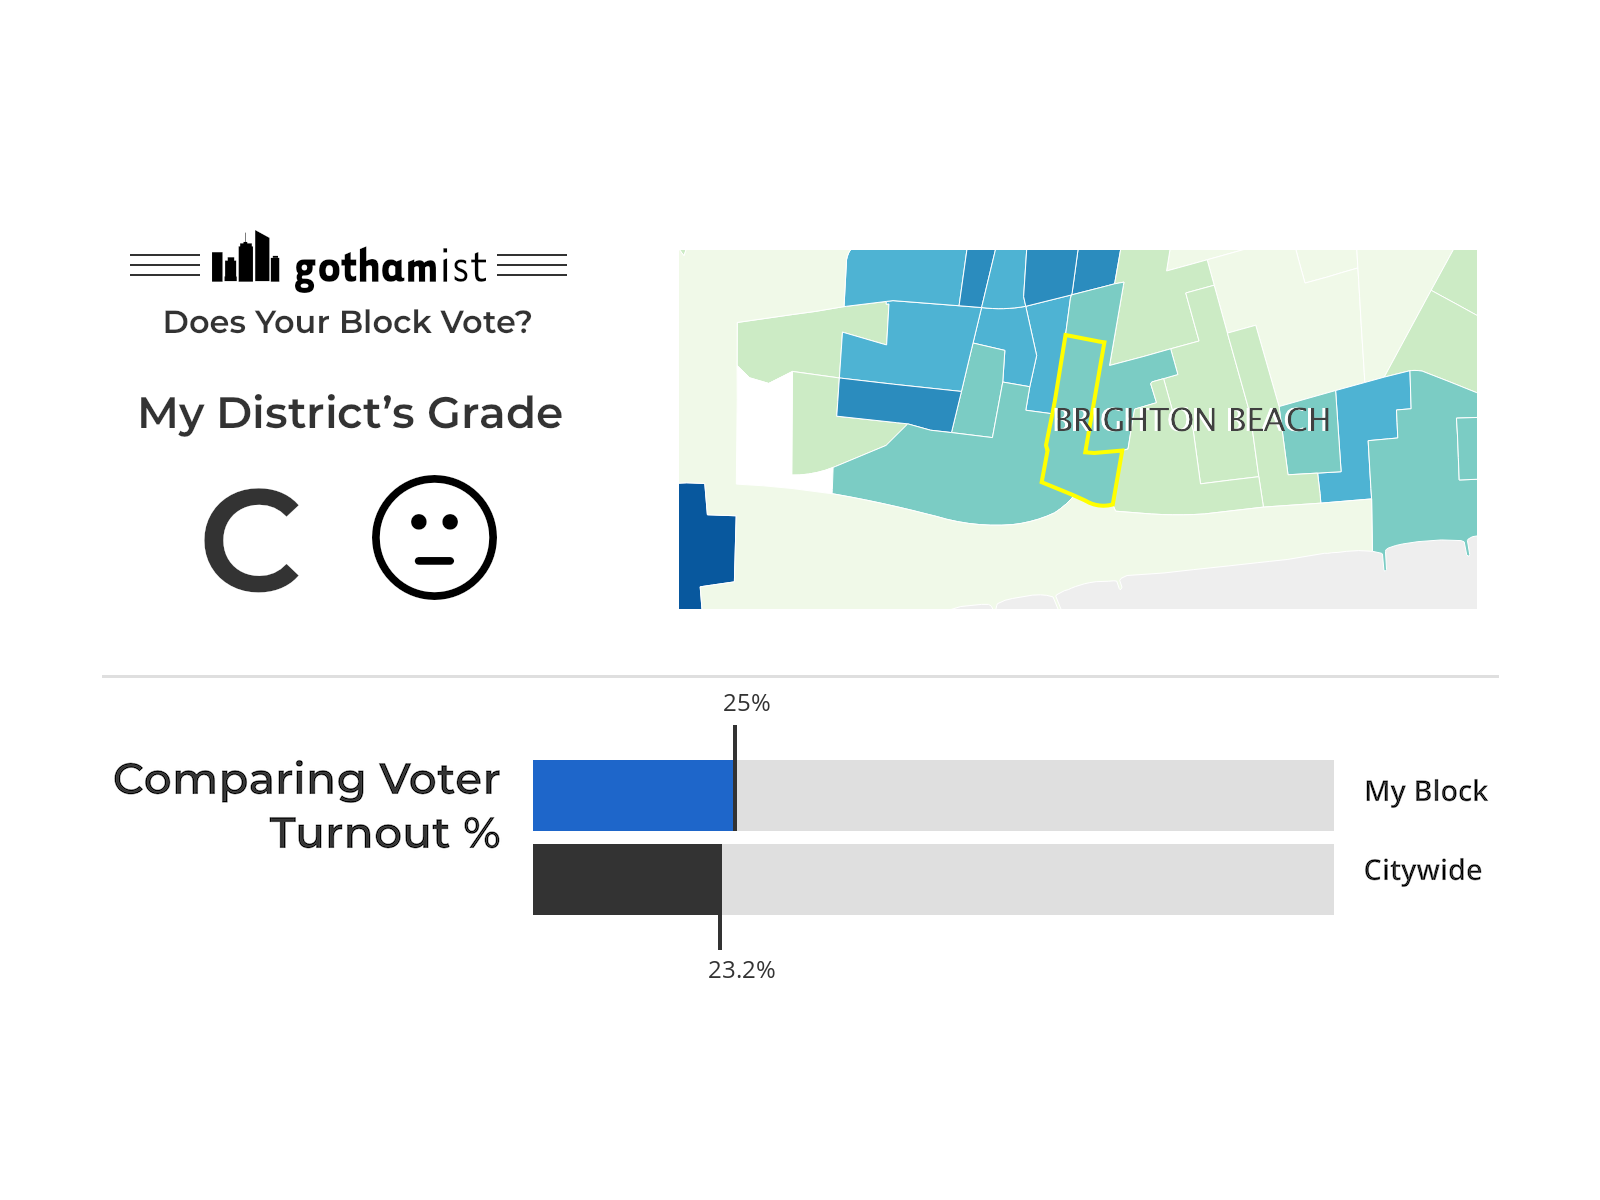 gothamist
Does Your Block Vote?
My District’s Grade
C
BRIGHTON BEACH
25%
Comparing Voter
Turnout %
My Block
Citywide
23.2%